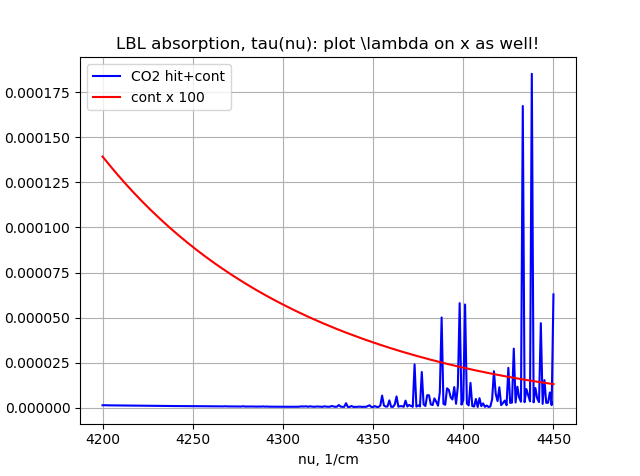 LBL absorption, tau(nu): plot \lambda on x as well!
CO2 hit+cont
cont x 100
0.000175
0.000150
0.000125
0.000100
0.000075
0.000050
0.000025
0.000000
4200 4250 4300 4350 4400 4450
nu, 1/cm